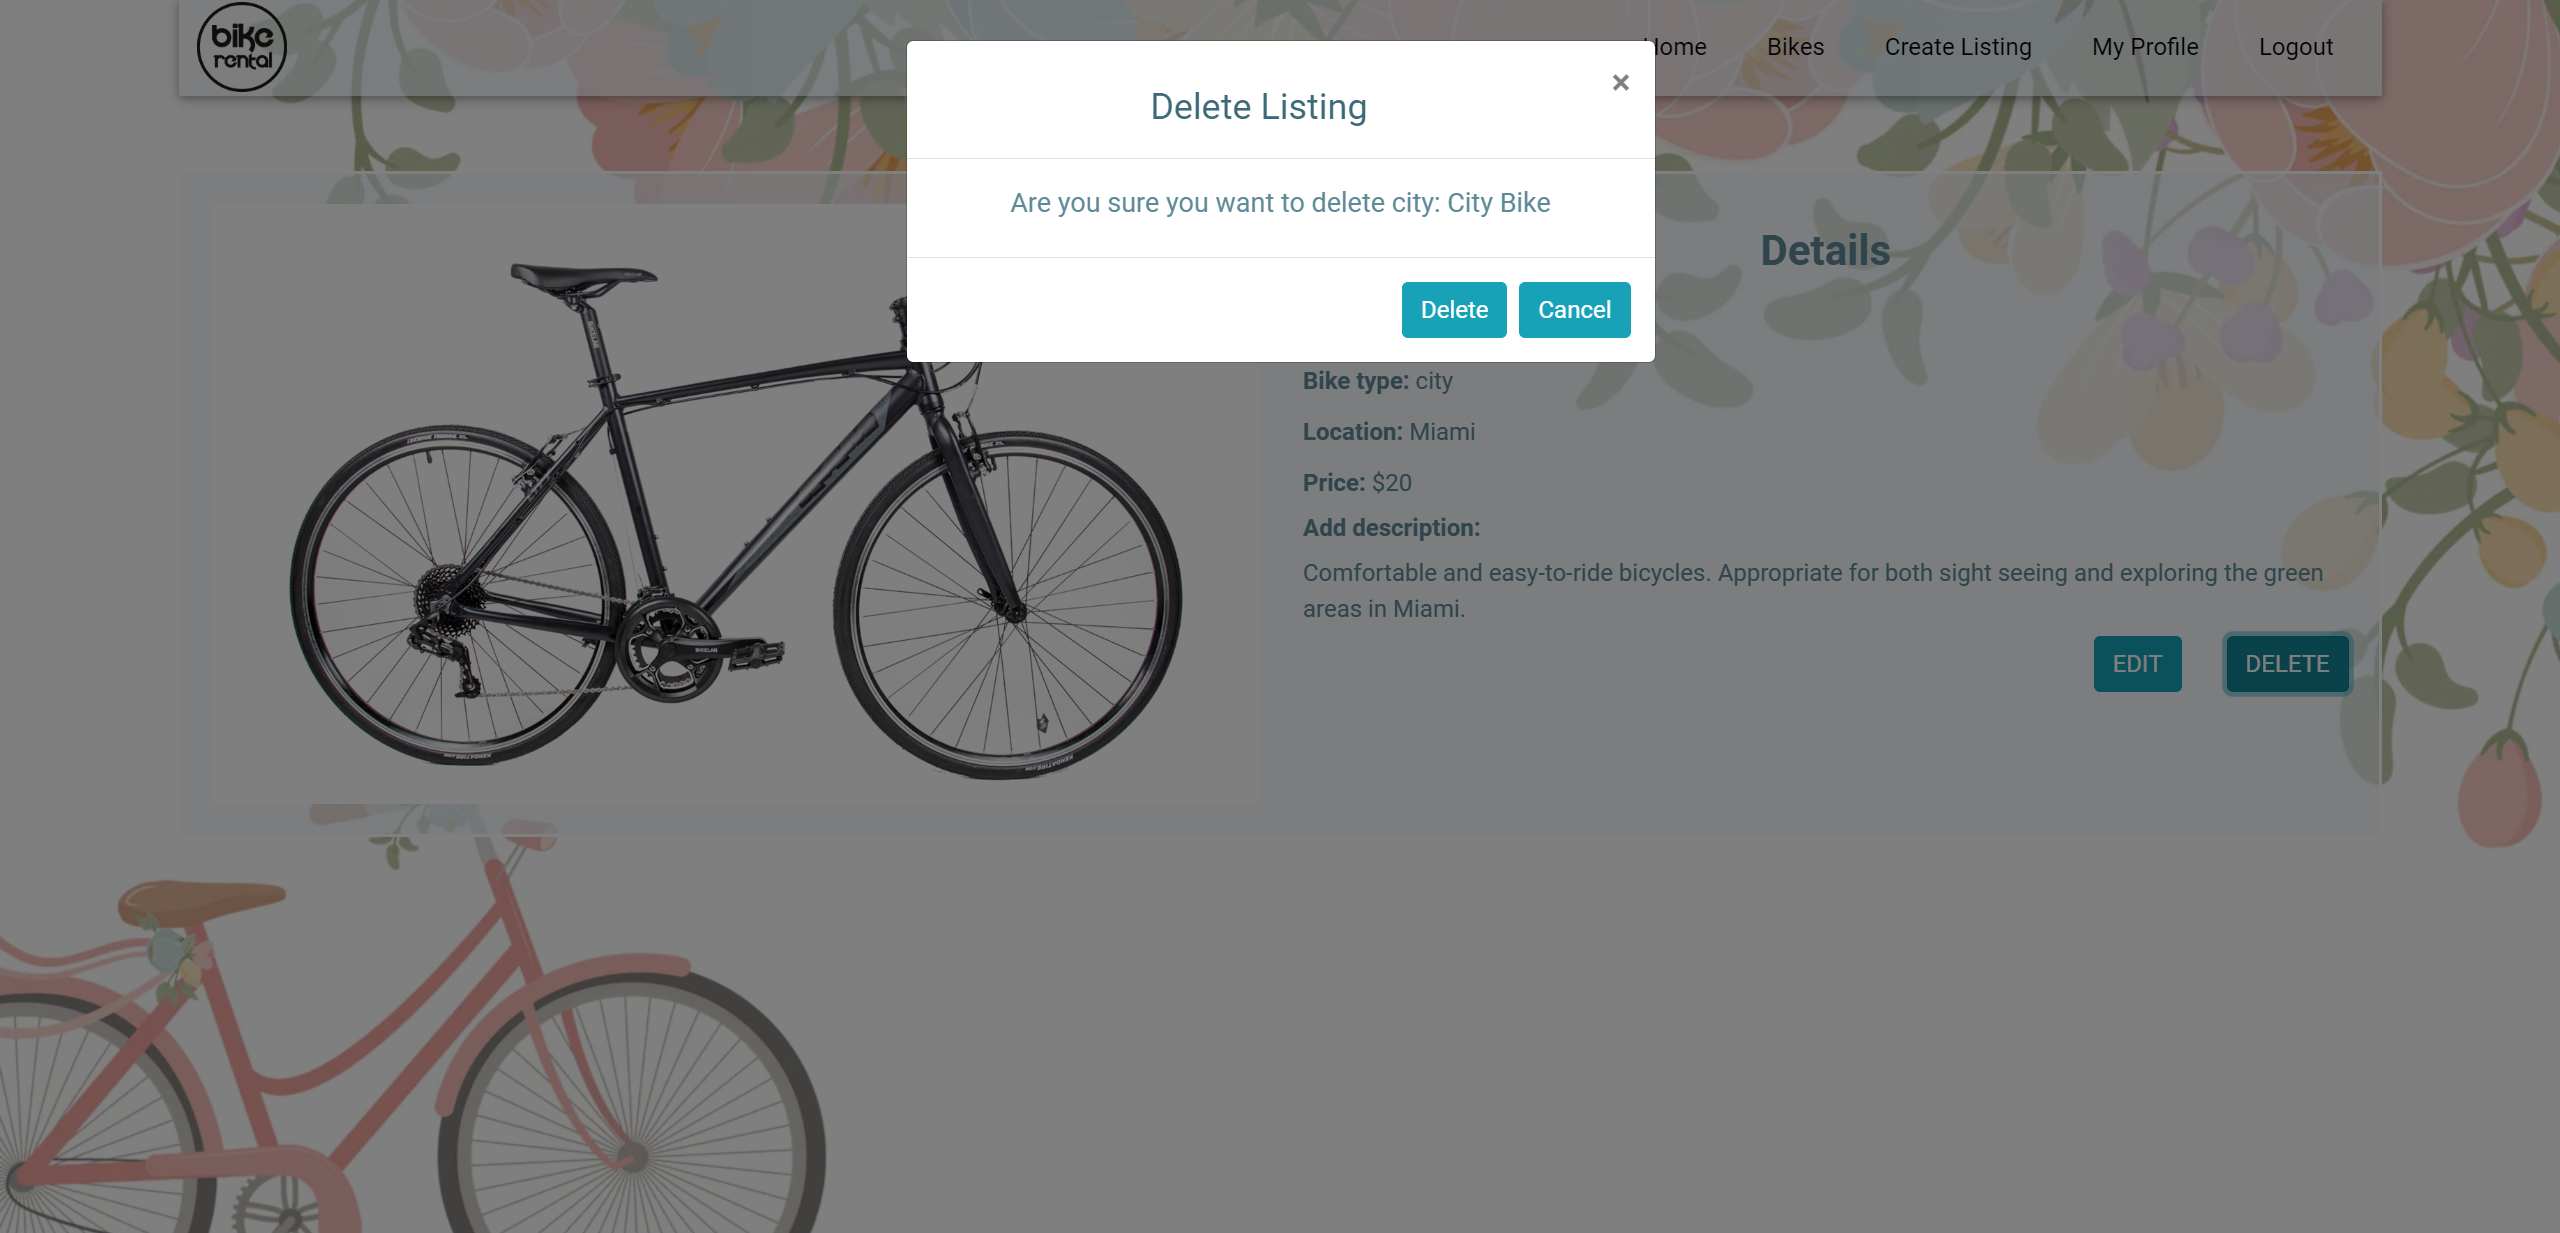 bike
rental
Home
Bikes
Create Listing
My Profile
Logout
×
Delete Listing
Are you sure you want to delete city: City Bike
Delete
Cancel
Details
Bike type: city
Location: Miami
Price: $20
Add description:
Comfortable and easy-to-ride bicycles. Appropriate for both sight seeing and exploring the green
areas in Miami.
EDIT
DELETE
BIKELAB